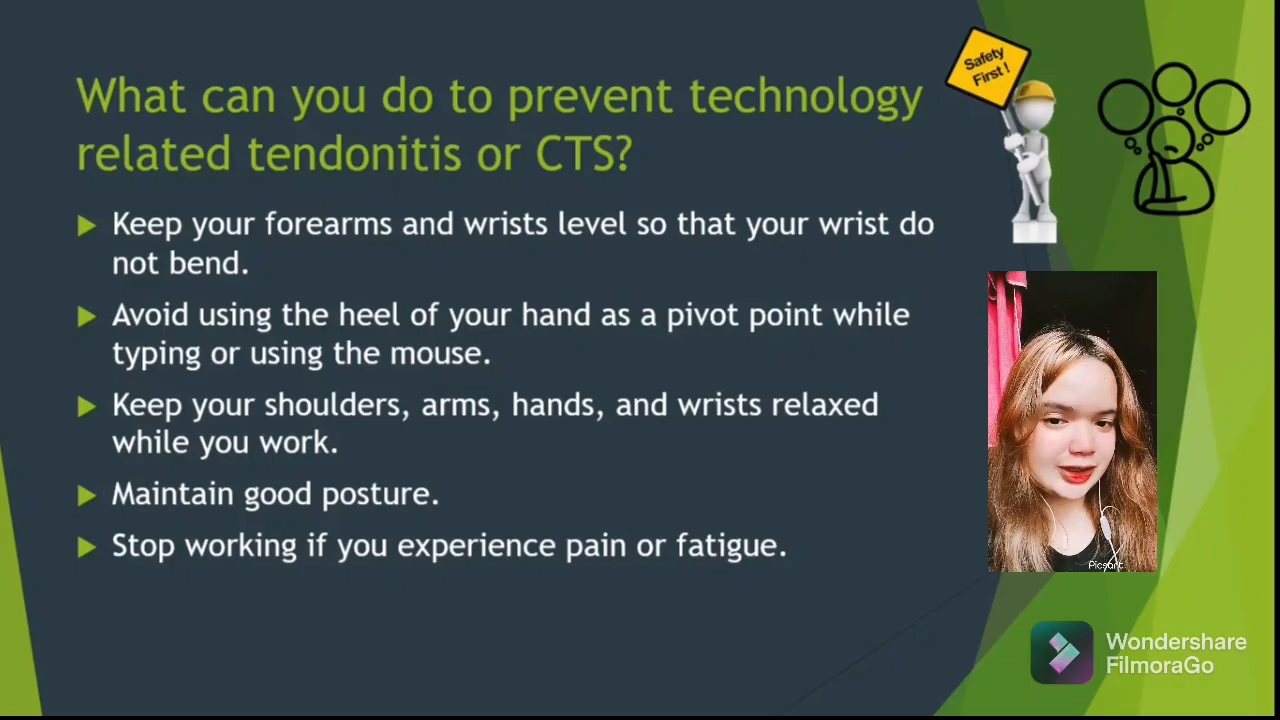 What can you do to prevent technology
related tendonitis or CTS?
Keep your forearms and wrists level so that your wrist do
not bend.
Avoid using the heel of your hand as a pivot point while
typing or using the mouse.
Keep your shoulders, arms, hands, and wrists relaxed
while you work.
Maintain good posture.
Stop working if you experience pain or fatigue.
Safety
First !
Picsart
Wondershare
FilmoraGo